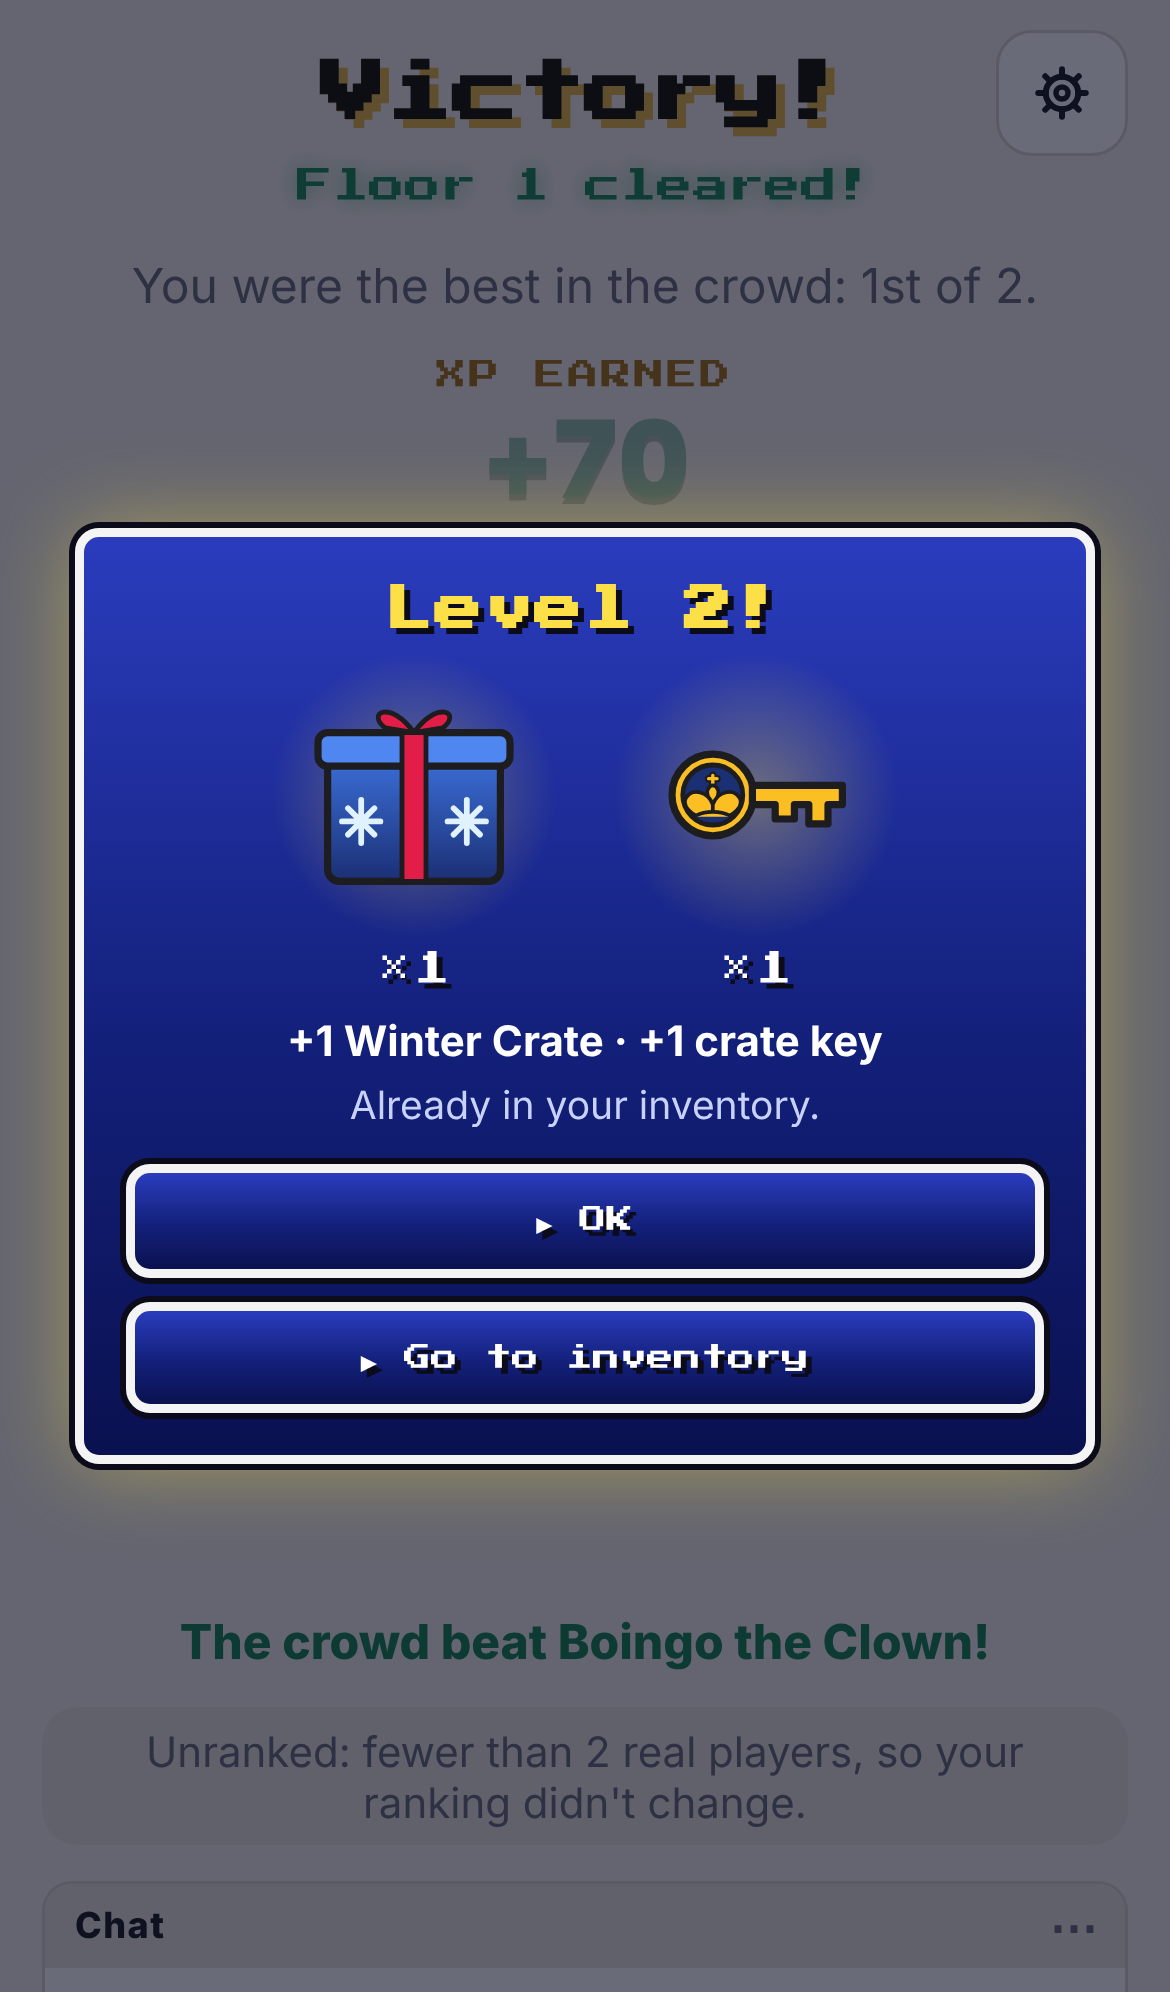 Victory!
Floor 1 cleared!
You were the best in the crowd: 1st of 2.
XP EARNED
+70
Level 2!
×1 ×1
+1 Winter Crate · +1 crate key
Already in your inventory.
▶ OK
▶ Go to inventory
The crowd beat Boingo the Clown!
Unranked: fewer than 2 real players, so your
ranking didn't change.
Chat ...